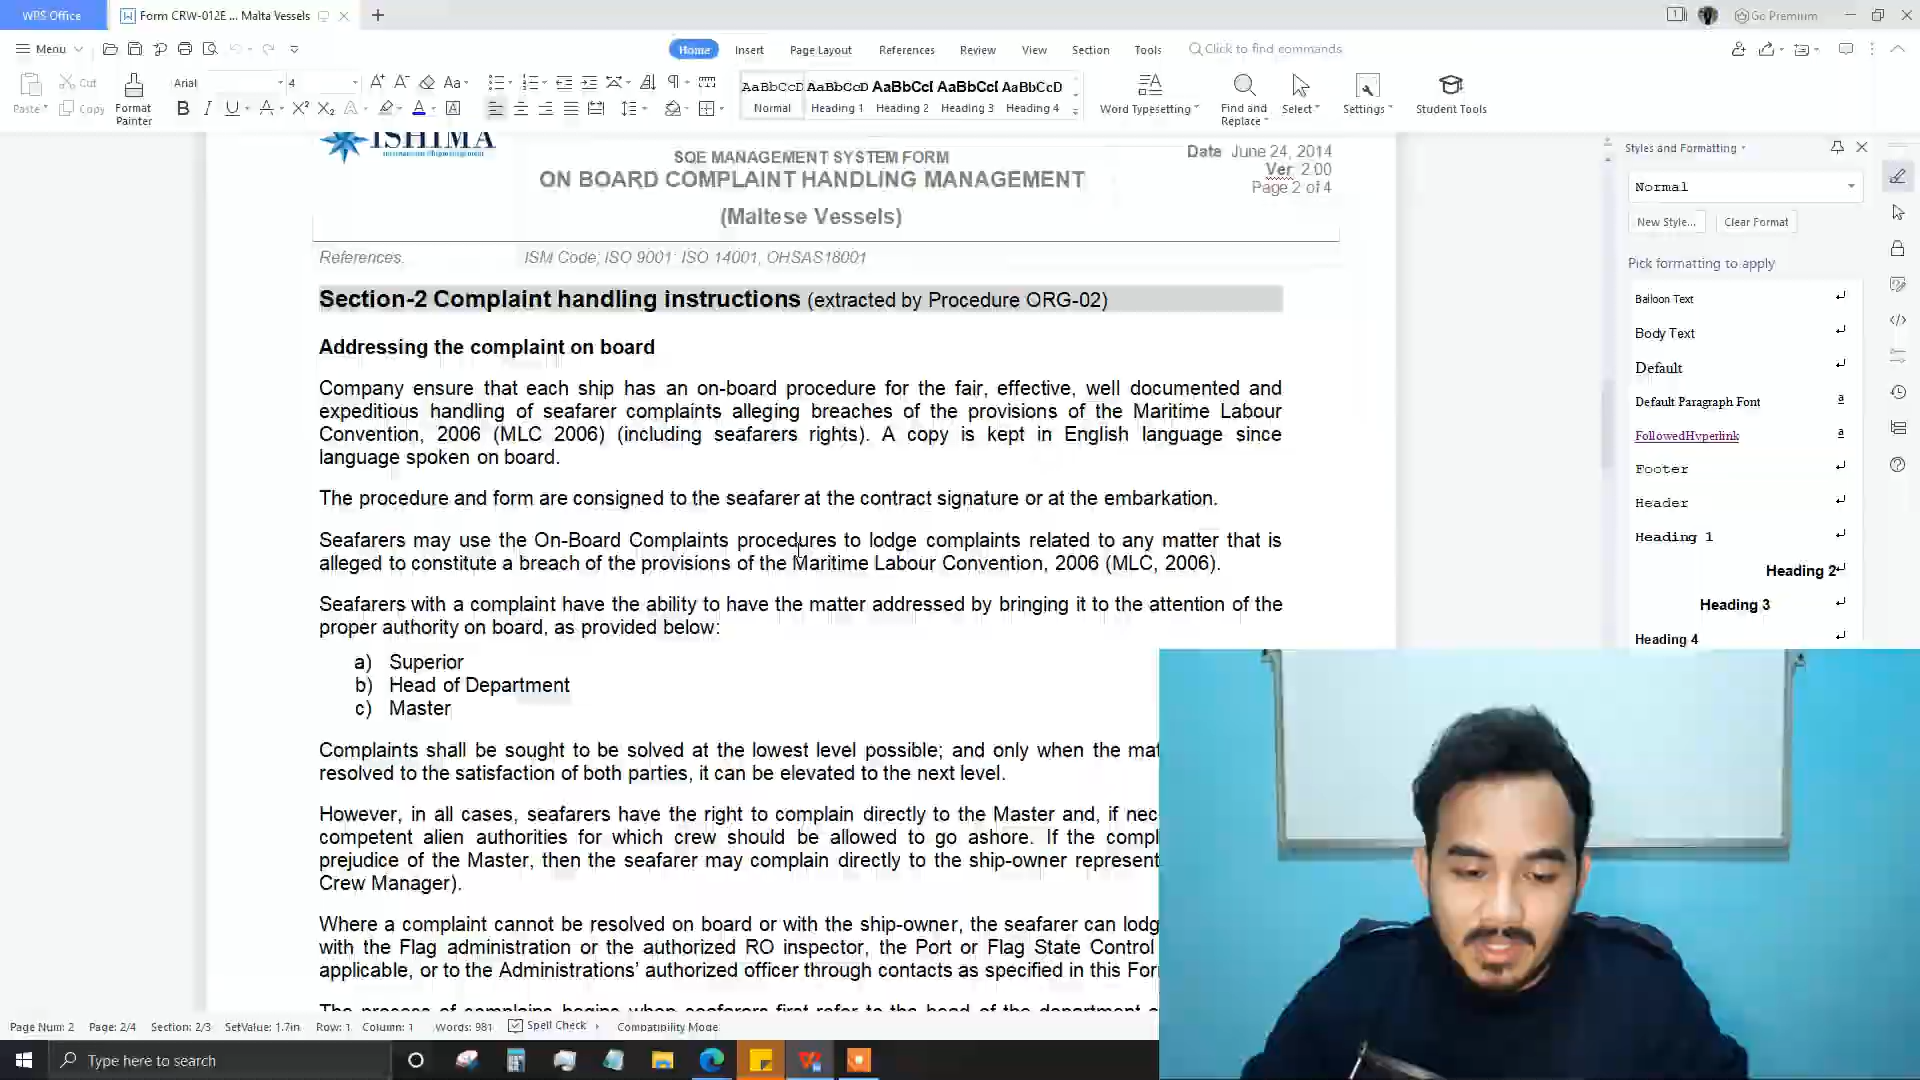 WPS Office
Form CRW-012E ... Malta Vessels
1
Go Premium
Menu
Home
Insert
Page Layout
References
Review
View
Section
Tools
Click to find commands
Paste
Cut
Copy
Format Painter
Arial
4
AaBbCcD
Normal
AaBbCcD
Heading 1
AaBbCcI
Heading 2
AaBbCcI
Heading 3
AaBbCcD
Heading 4
Word Typesetting
Find and Replace
Select
Settings
Student Tools
ISHIMA
SQE MANAGEMENT SYSTEM FORM
ON BOARD COMPLAINT HANDLING MANAGEMENT
(Maltese Vessels)
Date June 24, 2014
Ver 2.00
Page 2 of 4
References. ISM Code; ISO 9001; ISO 14001, OHSAS18001
Section-2 Complaint handling instructions (extracted by Procedure ORG-02)
Addressing the complaint on board
Company ensure that each ship has an on-board procedure for the fair, effective, well documented and
expeditious handling of seafarer complaints alleging breaches of the provisions of the Maritime Labour
Convention, 2006 (MLC 2006) (including seafarers rights). A copy is kept in English language since
language spoken on board.
The procedure and form are consigned to the seafarer at the contract signature or at the embarkation.
Seafarers may use the On-Board Complaints procedures to lodge complaints related to any matter that is
alleged to constitute a breach of the provisions of the Maritime Labour Convention, 2006 (MLC, 2006).
Seafarers with a complaint have the ability to have the matter addressed by bringing it to the attention of the
proper authority on board, as provided below:
a) Superior
b) Head of Department
c) Master
Complaints shall be sought to be solved at the lowest level possible; and only when the mat
resolved to the satisfaction of both parties, it can be elevated to the next level.
However, in all cases, seafarers have the right to complain directly to the Master and, if nec
competent alien authorities for which crew should be allowed to go ashore. If the compl
prejudice of the Master, then the seafarer may complain directly to the ship-owner represent
Crew Manager).
Where a complaint cannot be resolved on board or with the ship-owner, the seafarer can lodg
with the Flag administration or the authorized RO inspector, the Port or Flag State Control
applicable, or to the Administrations' authorized officer through contacts as specified in this For
The process of complains begins when seafarers first refer to the head of the department
Styles and Formatting
Normal
New Style...
Clear Format
Pick formatting to apply
Balloon Text
Body Text
Default
Default Paragraph Font
FollowedHyperlink
Footer
Header
Heading 1
Heading 2
Heading 3
Heading 4
Page Num: 2
Page: 2/4
Section: 2/3
SetValue: 1.7in
Row: 1
Column: 1
Words: 981
Spell Check
Compatibility Mode
Type here to search